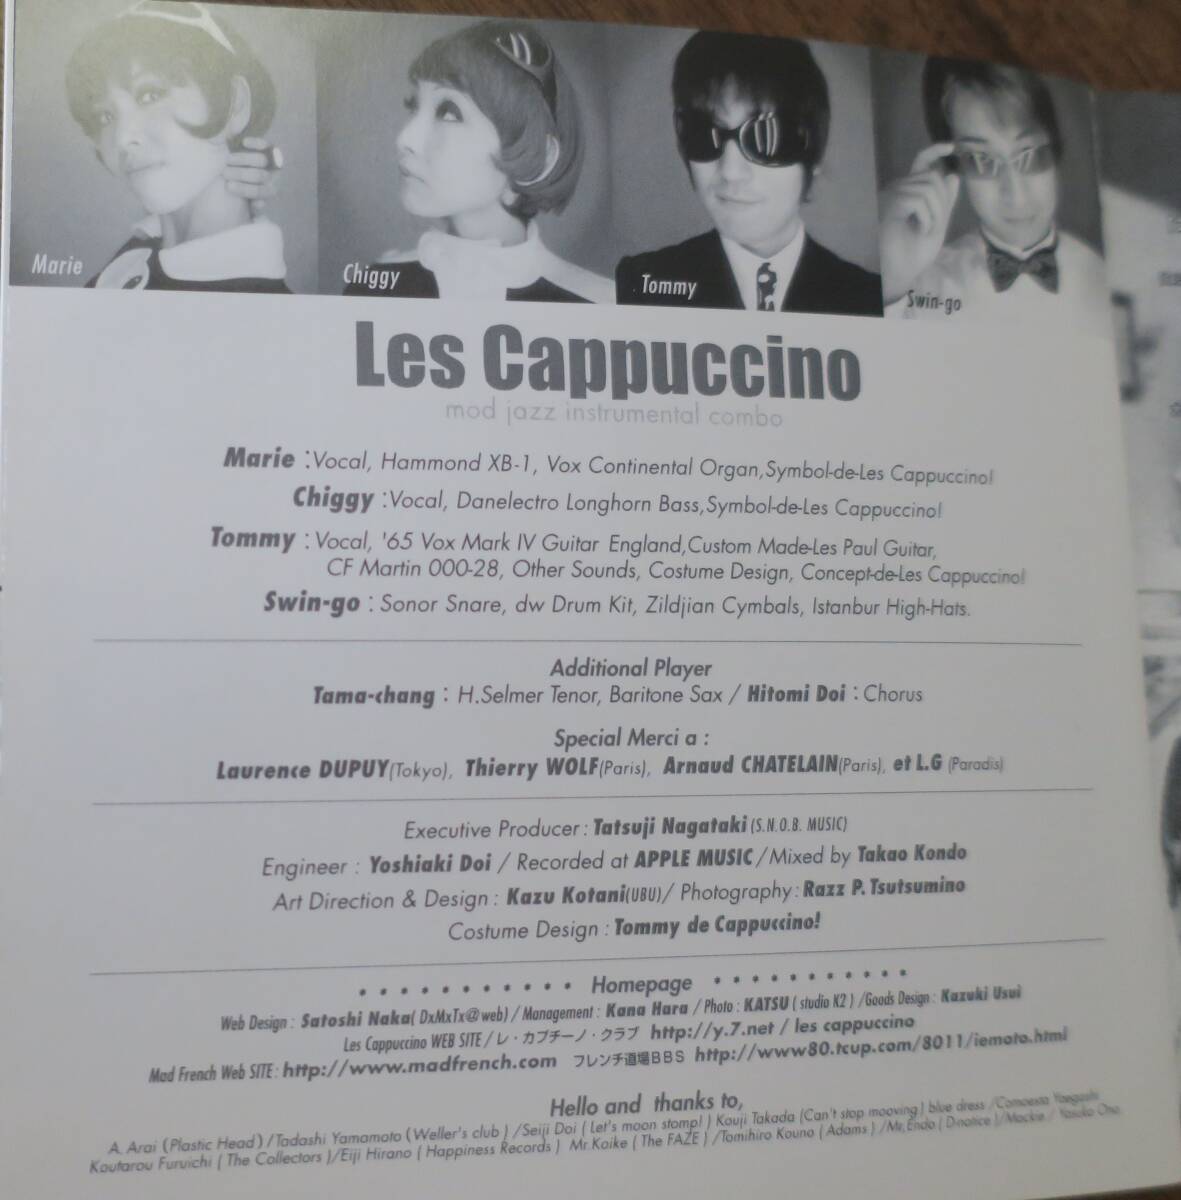 Marie
Chiggy
Tommy
Swin-go
Les Cappuccino
mod jazz instrumental combo
Marie :Vocal, Hammond XB-1, Vox Continental Organ,Symbol-de-Les Cappuccino!
Chiggy :Vocal, Danelectro Longhorn Bass,Symbol-de-Les Cappuccino!
Tommy : Vocal, '65 Vox Mark IV Guitar England,Custom Made-Les Paul Guitar,
CF Martin 000-28, Other Sounds, Costume Design, Concept-de-Les Cappuccino!
Swin-go : Sonor Snare, dw Drum Kit, Zildjian Cymbals, Istanbur High-Hats.
Additional Player
Tama-chang : H.Selmer Tenor, Baritone Sax / Hitomi Doi : Chorus
Special Merci a :
Laurence DUPUY(Tokyo), Thierry WOLF(Paris), Arnaud CHATELAIN(Paris), et L.G (Paradis)
Executive Producer : Tatsuji Nagataki (S.N.O.B. MUSIC)
Engineer : Yoshiaki Doi / Recorded at APPLE MUSIC / Mixed by Takao Kondo
Art Direction & Design : Kazu Kotani(UBU)/ Photography : Razz P. Tsutsumino
Costume Design : Tommy de Cappuccino!
• • • • • • • • • • • Homepage • • • • • • • • • • •
Web Design : Satoshi Naka( DxMxTx@web) / Management : Kana Hara / Photo : KATSU ( studio K2 ) /Goods Design : Kazuki Usui
Les Cappuccino WEB SITE / レ・カプチーノ・クラブ http://y.7.net / les cappuccino
Mad French Web SITE : http://www.madfrench.com フレンチ道場BBS http://www80.tcup.com/8011/iemoto.html
Hello and thanks to,
A. Arai (Plastic Head) /Tadashi Yamamoto (Weller's club ) /Seiji Doi ( Let's moon stomp! ) Kouji Takada (Can't stop mooving) blue dress /Comoesta Yaegashi
Koutarou Furuichi ( The Collectors )/Eiji Hirano ( Happiness Records ) Mr.Koike ( The FAZE ) /Tomihiro Kouno ( Adams ) /Mr.Endo ( D-notice ) /Mackie / Yasuko Ono